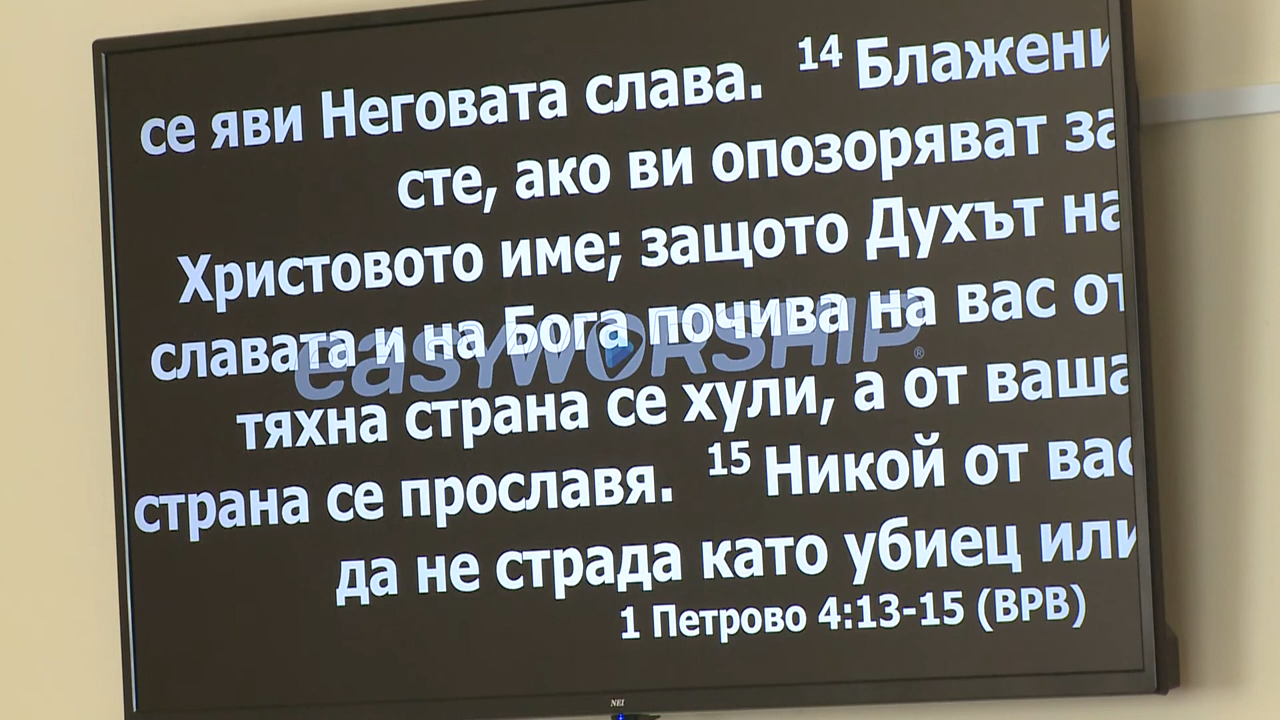 се яви Неговата слава. 14 Блажени
сте, ако ви опозоряват за
Христовото име; защото Духът на
славата и на Бога почива на вас от
тяхна страна се хули, а от ваша
страна се прославя. 15 Никой от вас
да не страда като убиец или
1 Петрово 4:13-15 (ВРВ)
easyWORSHIP®
NEI